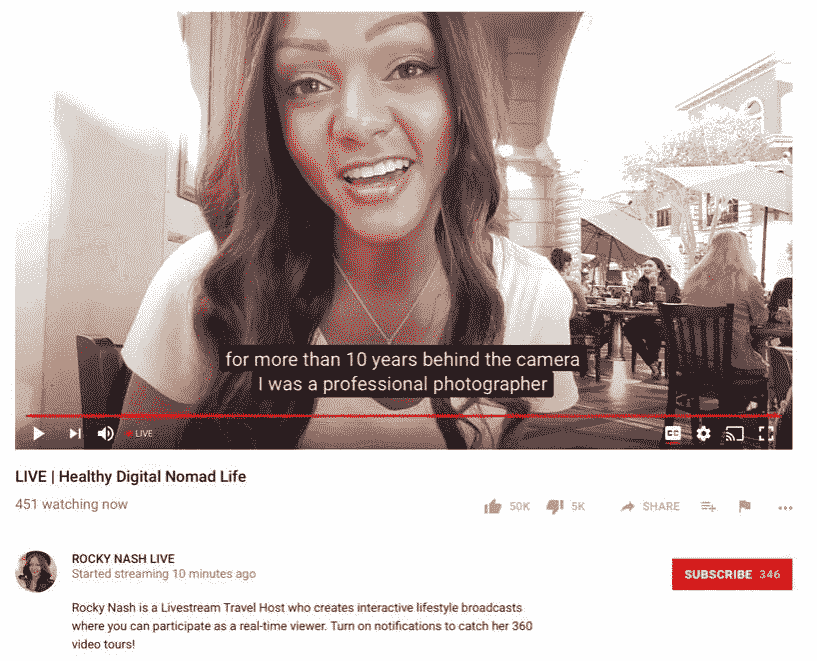 for more than 10 years behind the camera
I was a professional photographer
LIVE
CC
LIVE | Healthy Digital Nomad Life
451 watching now
50K
5K
SHARE
ROCKY NASH LIVE
Started streaming 10 minutes ago
SUBSCRIBE 346
Rocky Nash is a Livestream Travel Host who creates interactive lifestyle broadcasts
where you can participate as a real-time viewer. Turn on notifications to catch her 360
video tours!